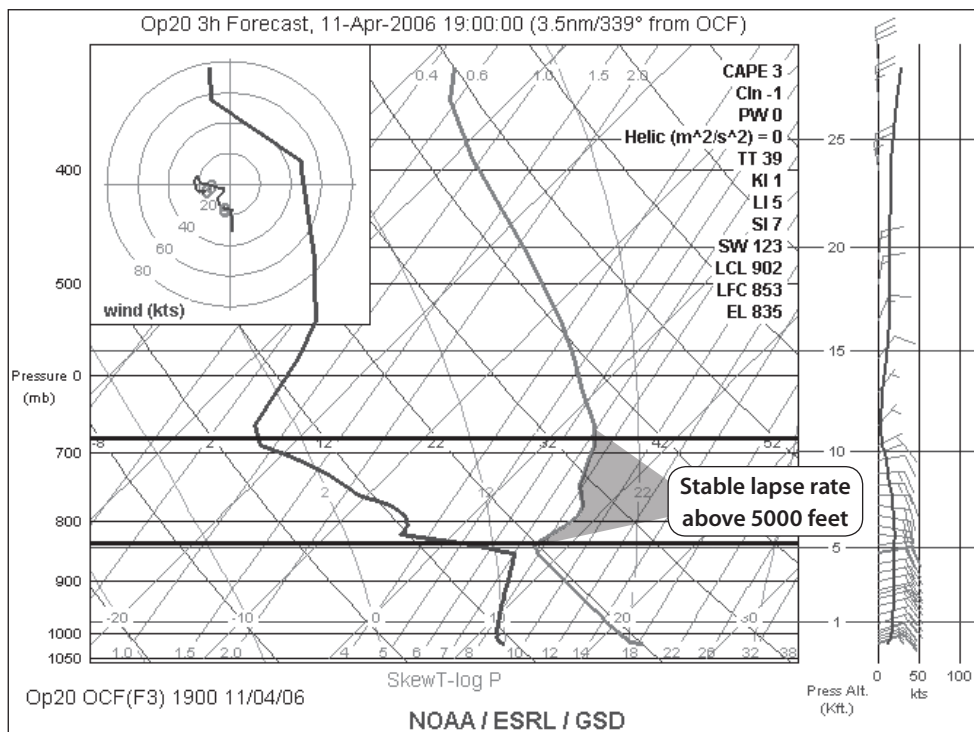 Op20 3h Forecast, 11-Apr-2006 19:00:00 (3.5nm/339° from OCF)
0.4 0.6 1.0 1.5 2.0
CAPE 3
CIn -1
PW 0
Helic (m^2/s^2) = 0
TT 39
KI 1
LI 5
SI 7
SW 123
LCL 902
LFC 853
EL 835
20
40
60
80
wind (kts)
400
500
Pressure 0
(mb)
700
800
900
1000
1050
-8 2 12 22 32 42 52
2 12 22
Stable lapse rate
above 5000 feet
-20 -10 0 10 20 30
1.0 1.5 2.0 4 5 6 7 8 10 12 14 18 22 26 32 38
25
20
15
10
5
1
0 50 100
Press Alt. kts
(Kft.)
SkewT-log P
Op20 OCF(F3) 1900 11/04/06
NOAA / ESRL / GSD